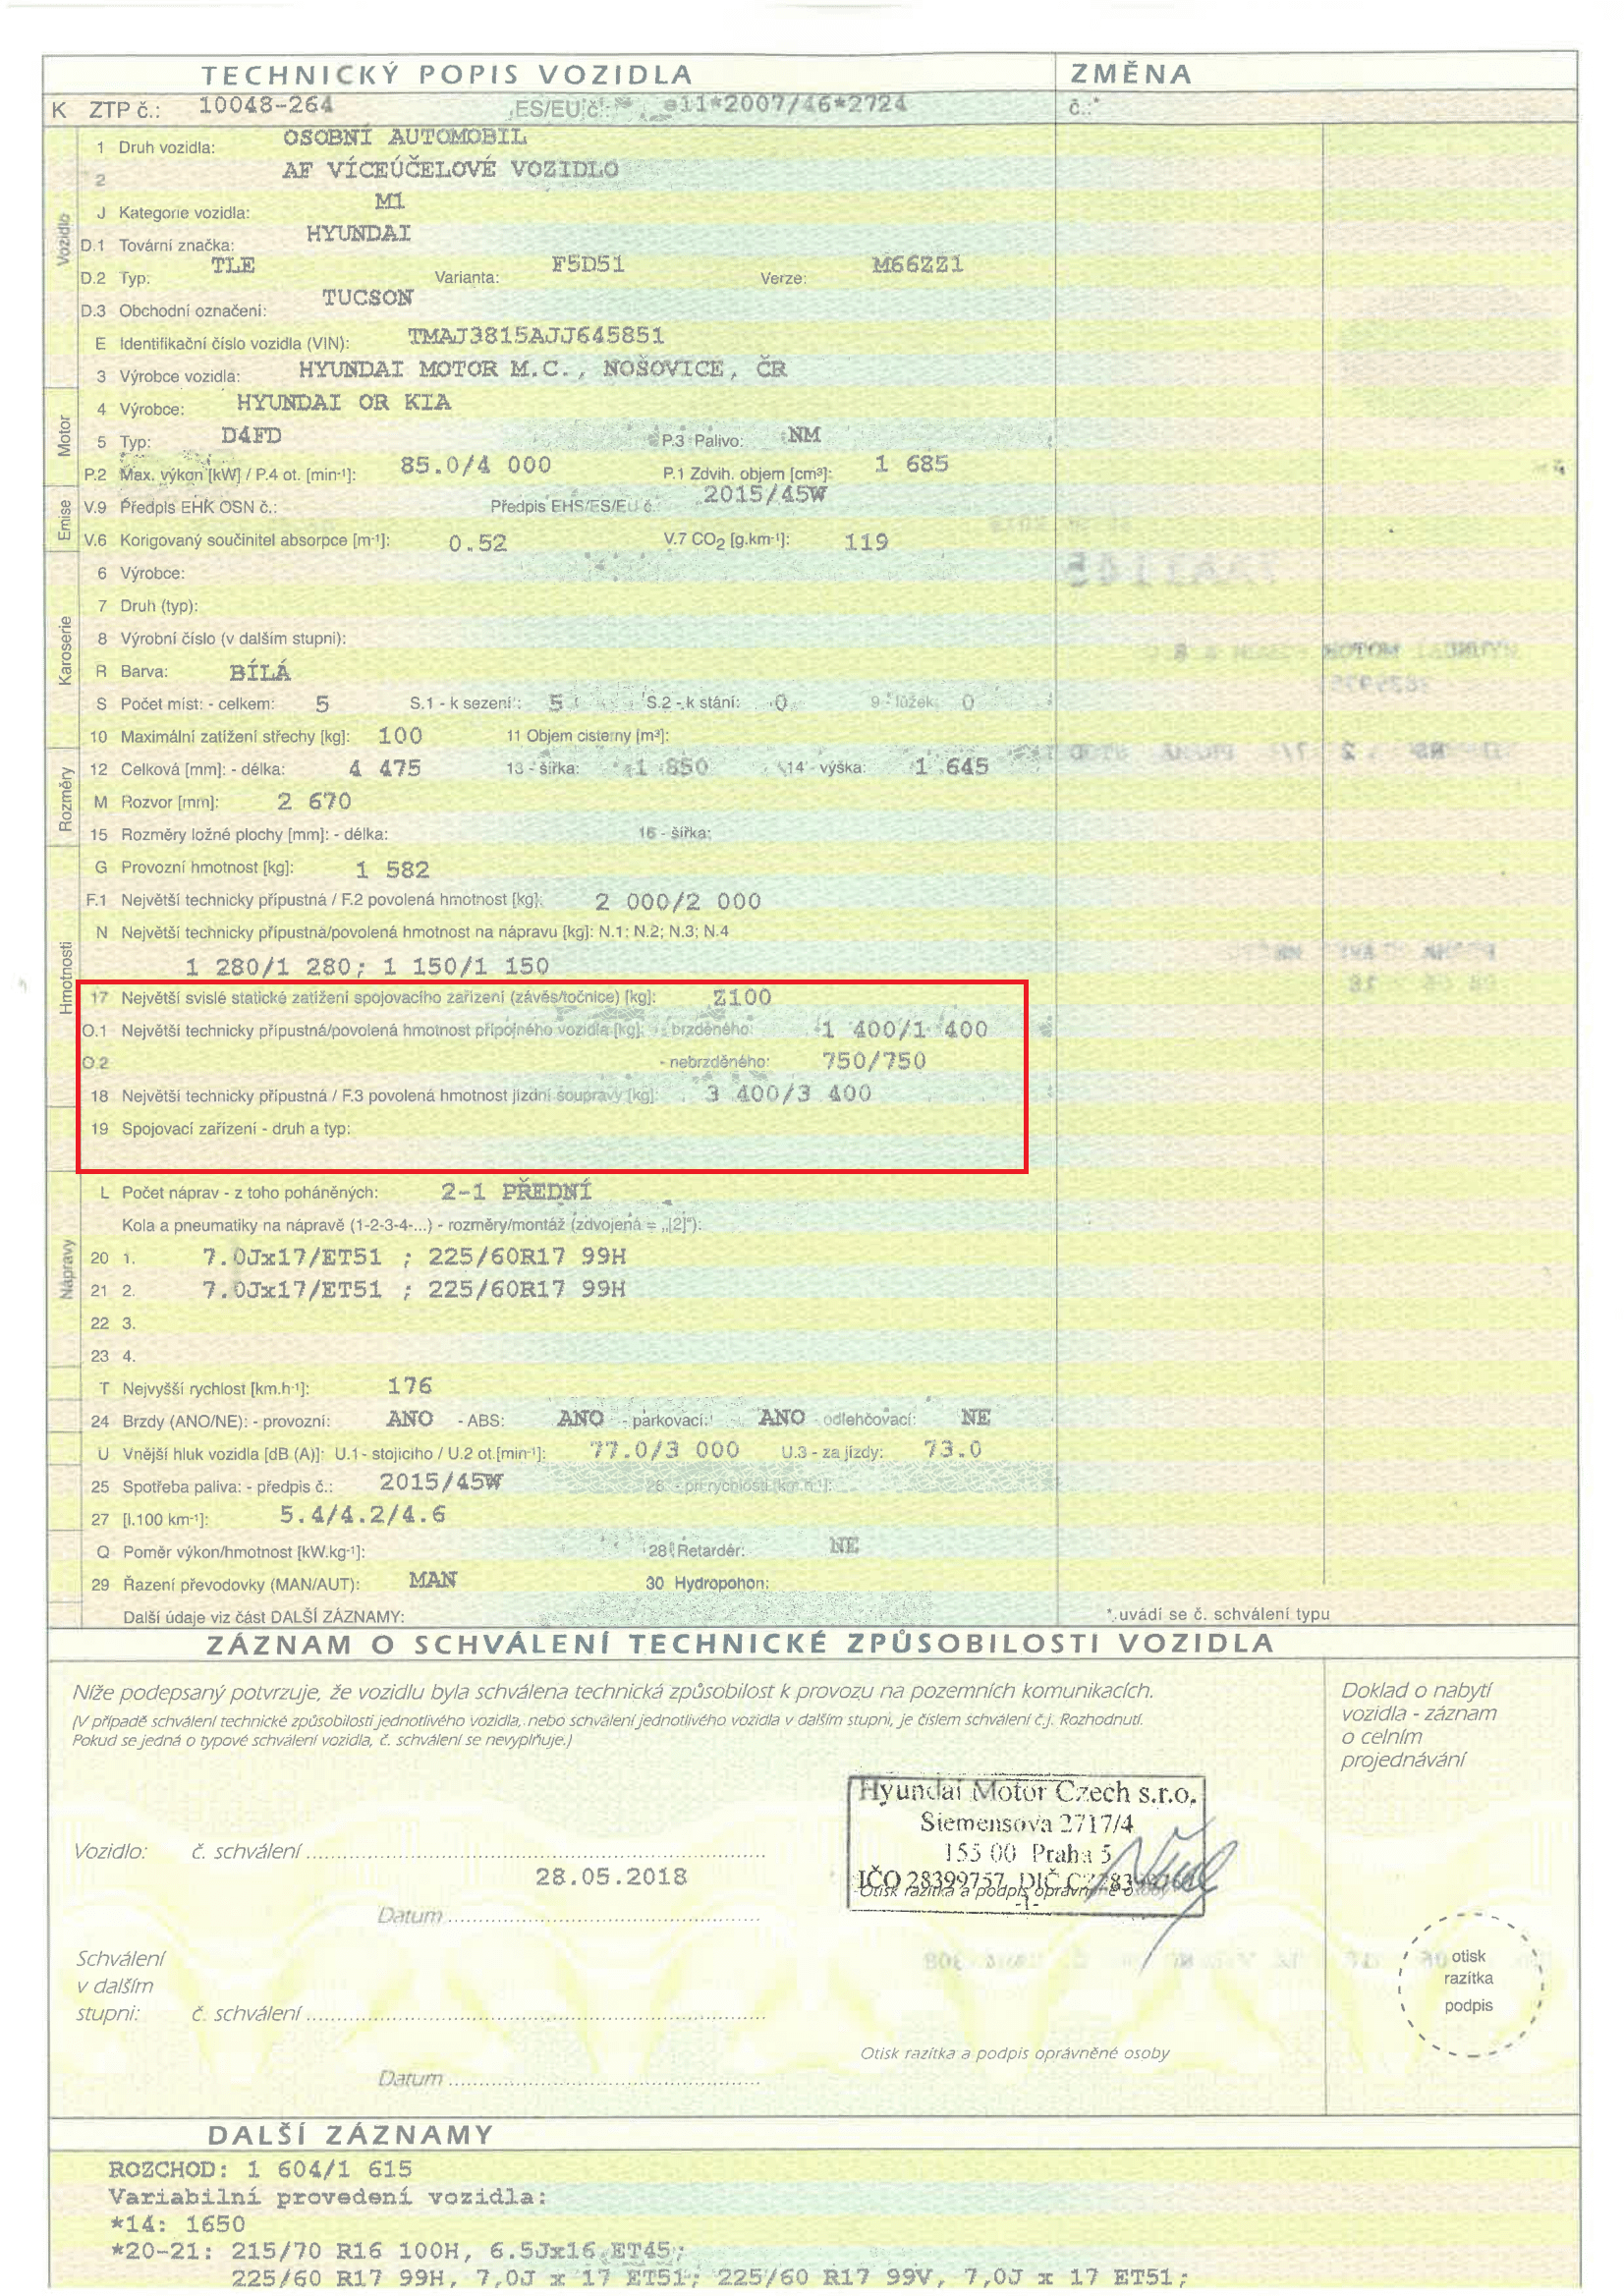 TECHNICKÝ POPIS VOZIDLA ZMĚNA
K ZTP č.: 10048-264 ES/EU č.: e11*2007/46*2724 č.:*
1 Druh vozidla: OSOBNÍ AUTOMOBIL
2 AF VÍCEÚČELOVÉ VOZIDLO
Vozidlo
J Kategorie vozidla: M1
D.1 Tovární značka: HYUNDAI
D.2 Typ: TLE Varianta: F5D51 Verze: M66ZZ1
D.3 Obchodní označení: TUCSON
E Identifikační číslo vozidla (VIN): TMAJ3815AJJ645851
3 Výrobce vozidla: HYUNDAI MOTOR M.C., NOŠOVICE, ČR
Motor
4 Výrobce: HYUNDAI OR KIA
5 Typ: D4FD P.3 Palivo: NM
P.2 Max. výkon [kW] / P.4 ot. [min-1]: 85.0/4 000 P.1 Zdvih. objem [cm³]: 1 685
Emise
V.9 Předpis EHK OSN č.: Předpis EHS/ES/EU č.: 2015/45W
V.6 Korigovaný součinitel absorpce [m-1]: 0.52 V.7 CO2 [g.km-1]: 119
Karoserie
6 Výrobce:
7 Druh (typ):
8 Výrobní číslo (v dalším stupni):
R Barva: BÍLÁ
S Počet míst: - celkem: 5 S.1 - k sezení: 5 S.2 - k stání: 0 9 - lůžek: 0
10 Maximální zatížení střechy [kg]: 100 11 Objem cisterny [m³]:
Rozměry
12 Celková [mm]: - délka: 4 475 13 - šířka: 1 850 14 - výška: 1 645
M Rozvor [mm]: 2 670
15 Rozměry ložné plochy [mm]: - délka: 16 - šířka:
Hmotnosti
G Provozní hmotnost [kg]: 1 582
F.1 Největší technicky přípustná / F.2 povolená hmotnost [kg]: 2 000/2 000
N Největší technicky přípustná/povolená hmotnost na nápravu [kg]: N.1; N.2; N.3; N.4
1 280/1 280; 1 150/1 150
17 Největší svislé statické zatížení spojovacího zařízení (závěs/točnice) [kg]: Z100
O.1 Největší technicky přípustná/povolená hmotnost přípojného vozidla [kg]: - brzděného: 1 400/1 400
O.2 - nebrzděného: 750/750
18 Největší technicky přípustná / F.3 povolená hmotnost jízdní soupravy [kg]: 3 400/3 400
19 Spojovací zařízení - druh a typ:
Nápravy
L Počet náprav - z toho poháněných: 2-1 PŘEDNÍ
Kola a pneumatiky na nápravě (1-2-3-4-...) - rozměry/montáž (zdvojená = „[2]“):
20 1. 7.0Jx17/ET51 ; 225/60R17 99H
21 2. 7.0Jx17/ET51 ; 225/60R17 99H
22 3.
23 4.
T Nejvyšší rychlost [km.h-1]: 176
24 Brzdy (ANO/NE): - provozní: ANO - ABS: ANO - parkovací: ANO - odlehčovací: NE
U Vnější hluk vozidla [dB (A)]: U.1 - stojícího / U.2 ot.[min-1]: 77.0/3 000 U.3 - za jízdy: 73.0
25 Spotřeba paliva: - předpis č.: 2015/45W 26 - při rychlosti [km.h-1]:
27 [l.100 km-1]: 5.4/4.2/4.6
Q Poměr výkon/hmotnost [kW.kg-1]: 28 Retardér: NE
29 Řazení převodovky (MAN/AUT): MAN 30 Hydropohon:
Další údaje viz část DALŠÍ ZÁZNAMY: * uvádí se č. schválení typu
ZÁZNAM O SCHVÁLENÍ TECHNICKÉ ZPŮSOBILOSTI VOZIDLA
Níže podepsaný potvrzuje, že vozidlu byla schválena technická způsobilost k provozu na pozemních komunikacích.
(V případě schválení technické způsobilosti jednotlivého vozidla, nebo schválení jednotlivého vozidla v dalším stupni, je číslem schválení č.j. Rozhodnutí.
Pokud se jedná o typové schválení vozidla, č. schválení se nevyplňuje.)
Doklad o nabytí
vozidla - záznam
o celním
projednávání
Hyundai Motor Czech s.r.o.
Siemensova 2717/4
155 00 Praha 5
IČO 28399757, DIČ
Otisk razítka a podpis oprávněné osoby
-1-
Vozidlo: č. schválení
28.05.2018
Datum
Schválení
v dalším
stupni: č. schválení
otisk
razítka
podpis
Otisk razítka a podpis oprávněné osoby
Datum
DALŠÍ ZÁZNAMY
ROZCHOD: 1 604/1 615
Variabilní provedení vozidla:
*14: 1650
*20-21: 215/70 R16 100H, 6.5Jx16 ET45;
225/60 R17 99H, 7,0J x 17 ET51; 225/60 R17 99V, 7,0J x 17 ET51;